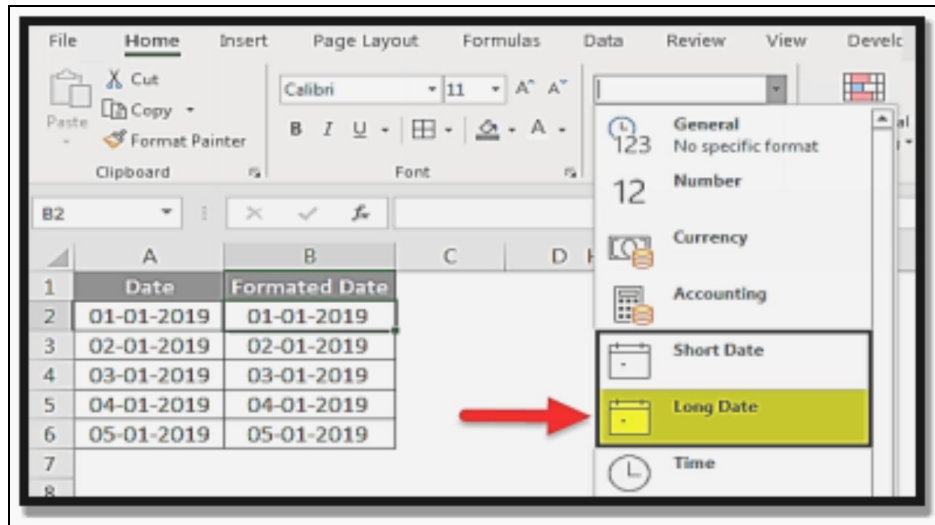 File Home Insert Page Layout Formulas Data Review View
Cut
Calibri 11 A A
Copy
Paste
B I U A
Format Painter
Clipboard Font
General
123 No specific format
12 Number
B2 fx
Currency
A B C D
1 Date Formated Date
Accounting
2 01-01-2019 01-01-2019
3 02-01-2019 02-01-2019
Short Date
4 03-01-2019 03-01-2019
5 04-01-2019 04-01-2019
Long Date
6 05-01-2019 05-01-2019
7
Time
8